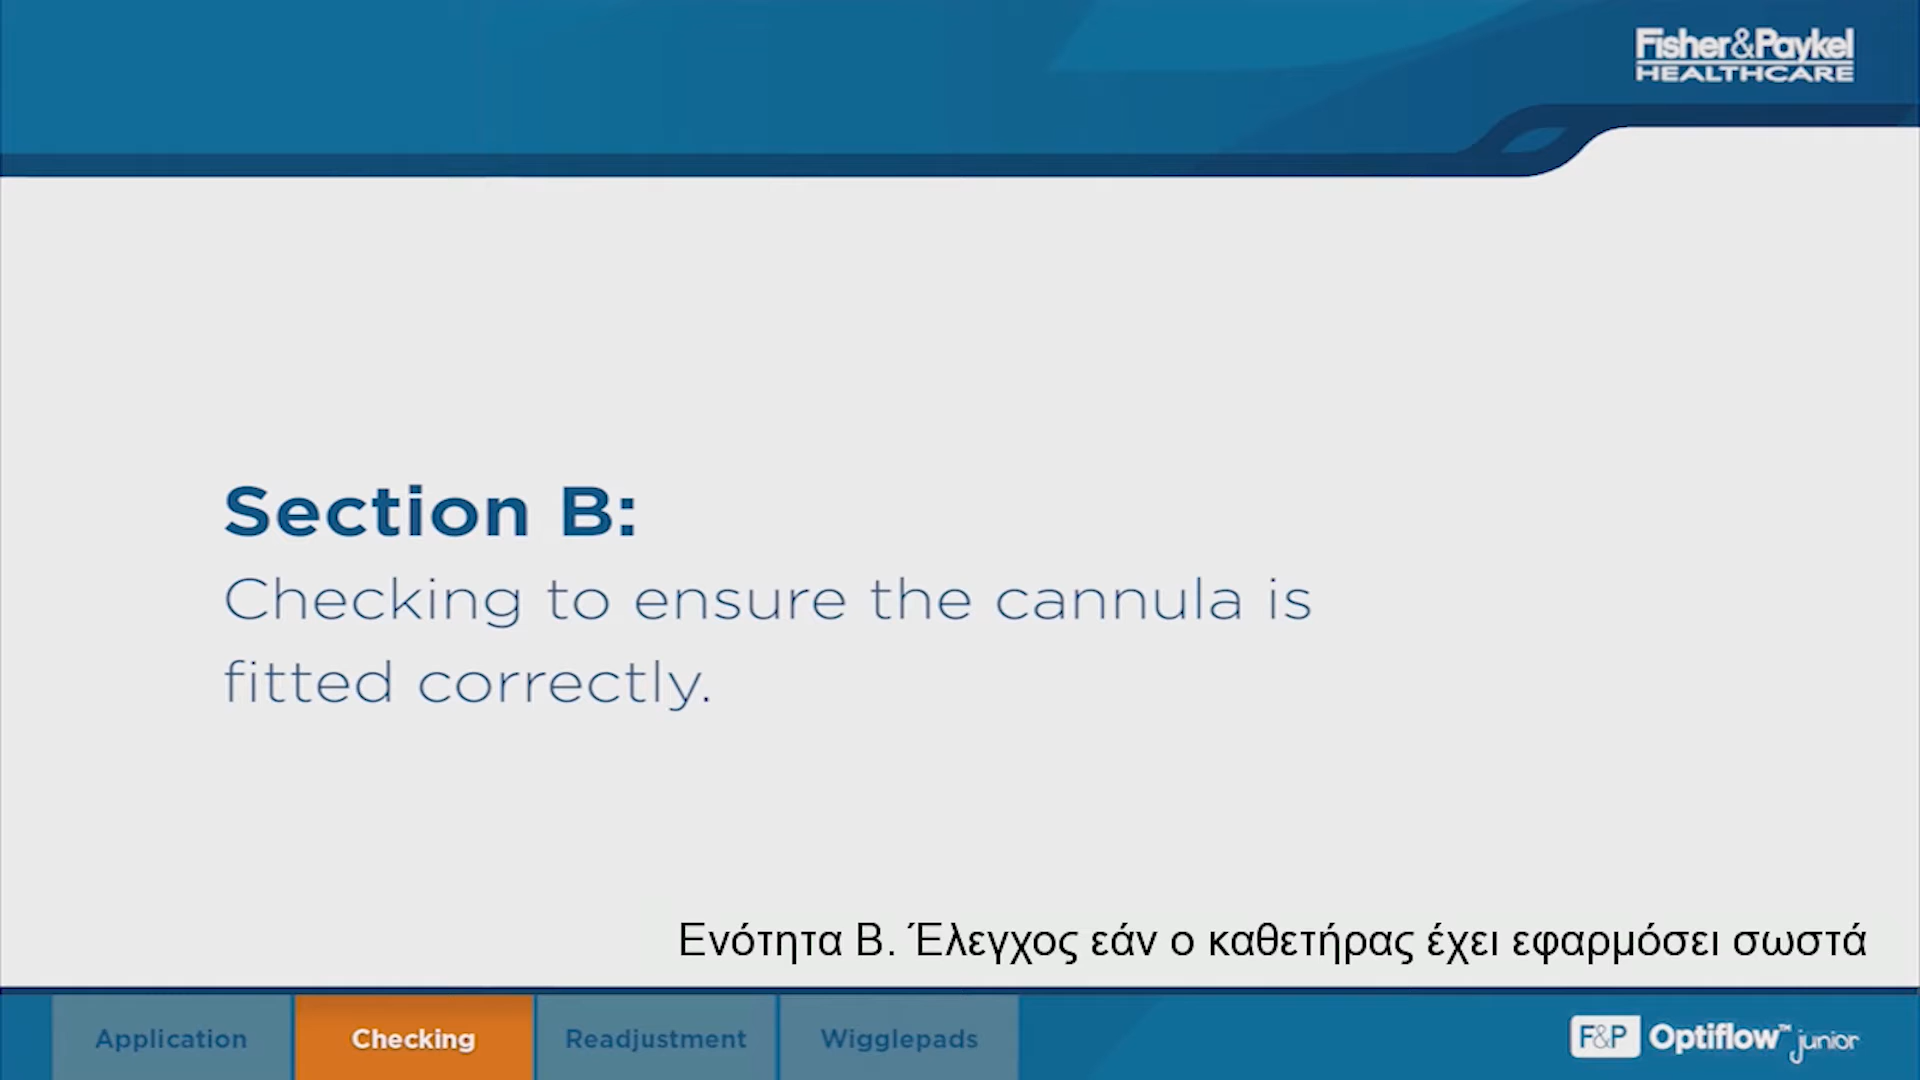 Fisher&Paykel
HEALTHCARE
Section B:
Checking to ensure the cannula is
fitted correctly.
Ενότητα Β. Έλεγχος εάν ο καθετήρας έχει εφαρμόσει σωστά
Application
Checking
Readjustment
Wigglepads
F&P Optiflow™ junior